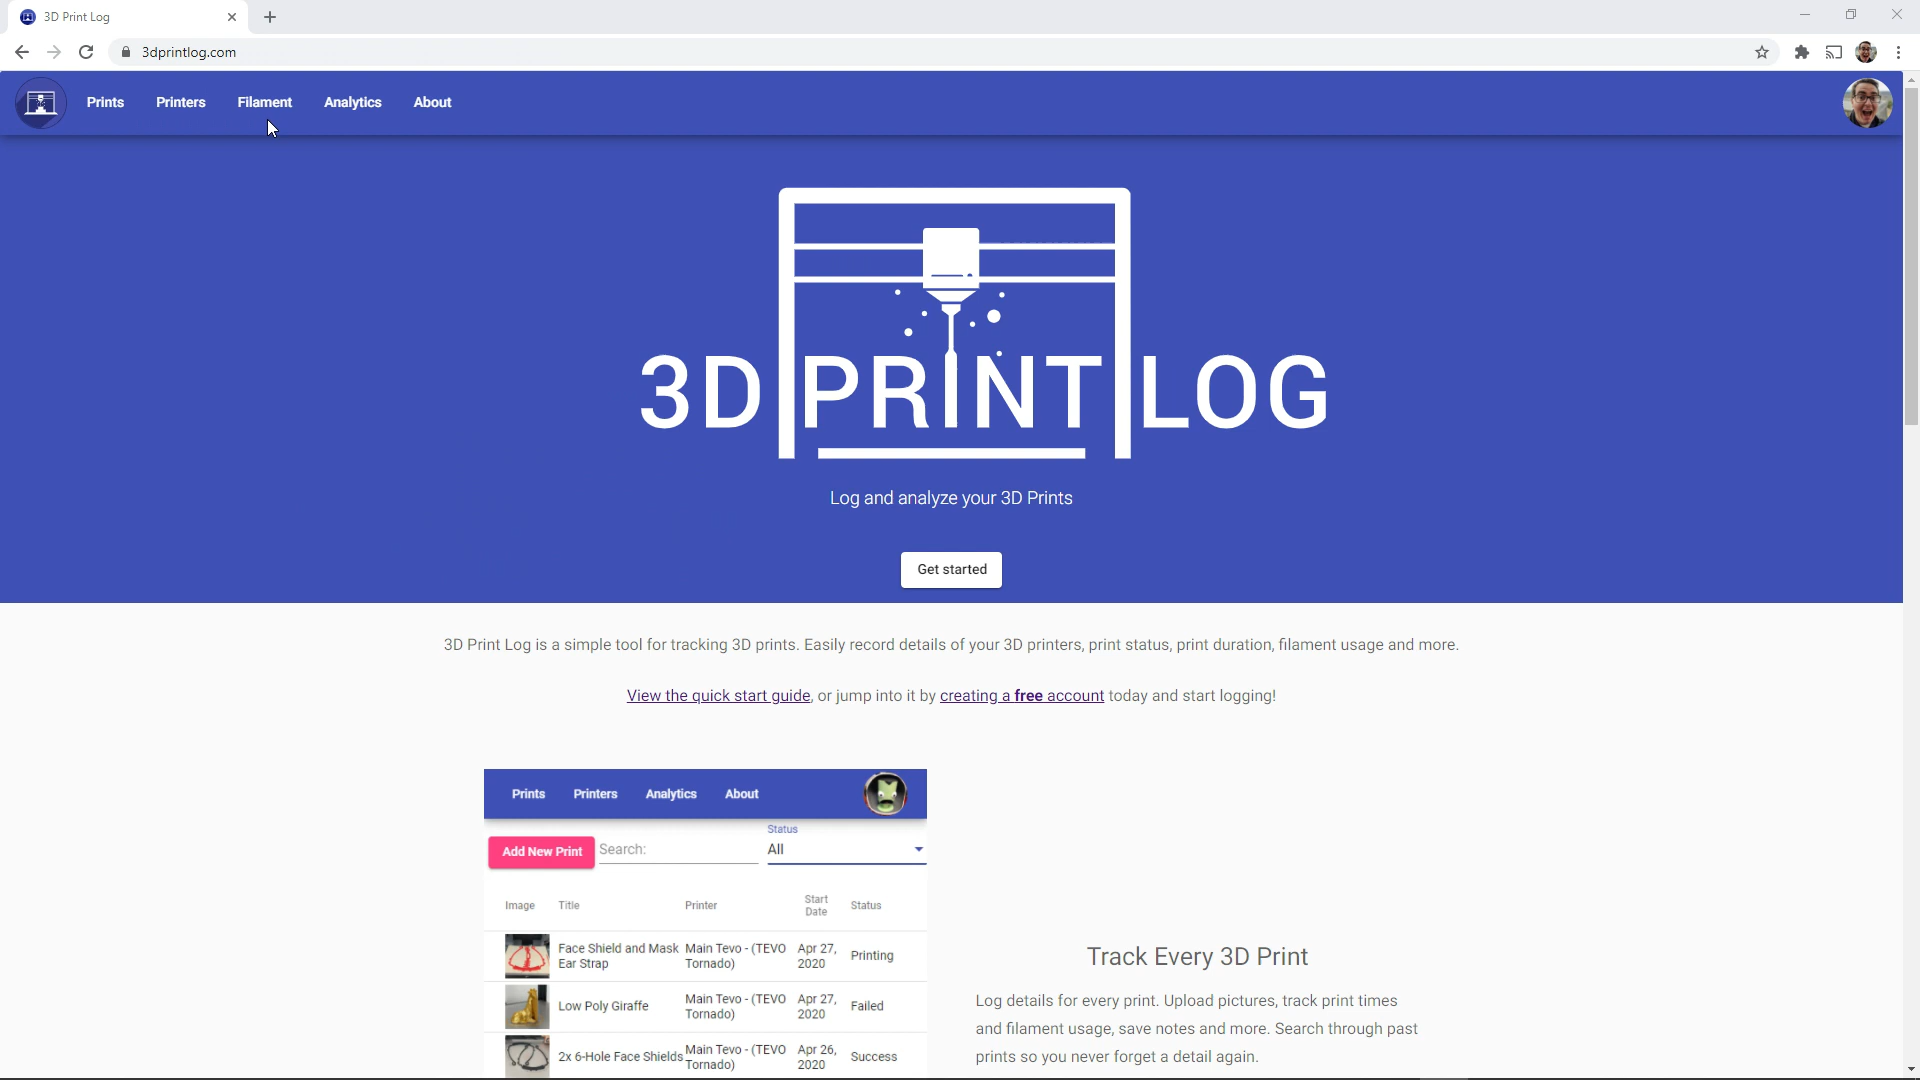 3D Print Log
3dprintlog.com
Prints Printers Filament Analytics About
3D PRINT LOG
Log and analyze your 3D Prints
Get started
3D Print Log is a simple tool for tracking 3D prints. Easily record details of your 3D printers, print status, print duration, filament usage and more.
View the quick start guide, or jump into it by creating a free account today and start logging!
Prints Printers Analytics About
Status
Add New Print Search: All
Image Title Printer Start Status
Date
Face Shield and Mask Main Tevo - (TEVO Apr 27, Printing
Ear Strap Tornado) 2020
Low Poly Giraffe Main Tevo - (TEVO Apr 27, Failed
Tornado) 2020
2x 6-Hole Face Shields Main Tevo - (TEVO Apr 26, Success
Tornado) 2020
Track Every 3D Print
Log details for every print. Upload pictures, track print times
and filament usage, save notes and more. Search through past
prints so you never forget a detail again.